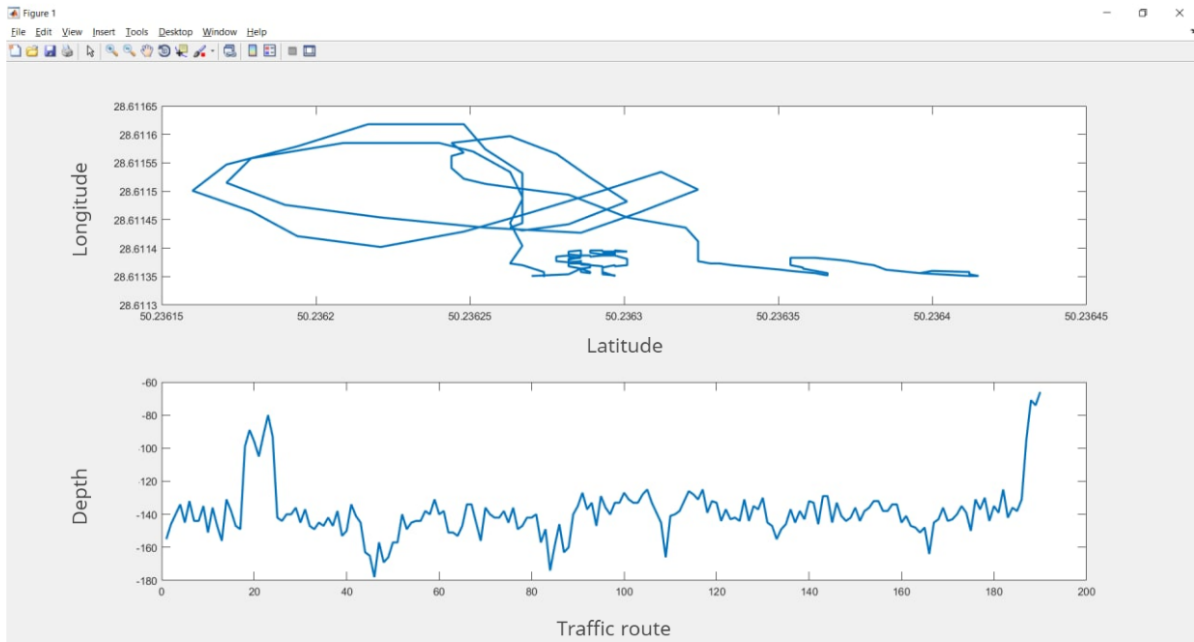 Figure 1
File Edit View Insert Tools Desktop Window Help
28.61165
28.6116
28.61155
28.6115
28.61145
28.6114
28.61135
28.6113
Longitude
50.23615 50.2362 50.23625 50.2363 50.23635 50.2364 50.23645
Latitude
-60
-80
-100
-120
-140
-160
-180
Depth
0 20 40 60 80 100 120 140 160 180 200
Traffic route